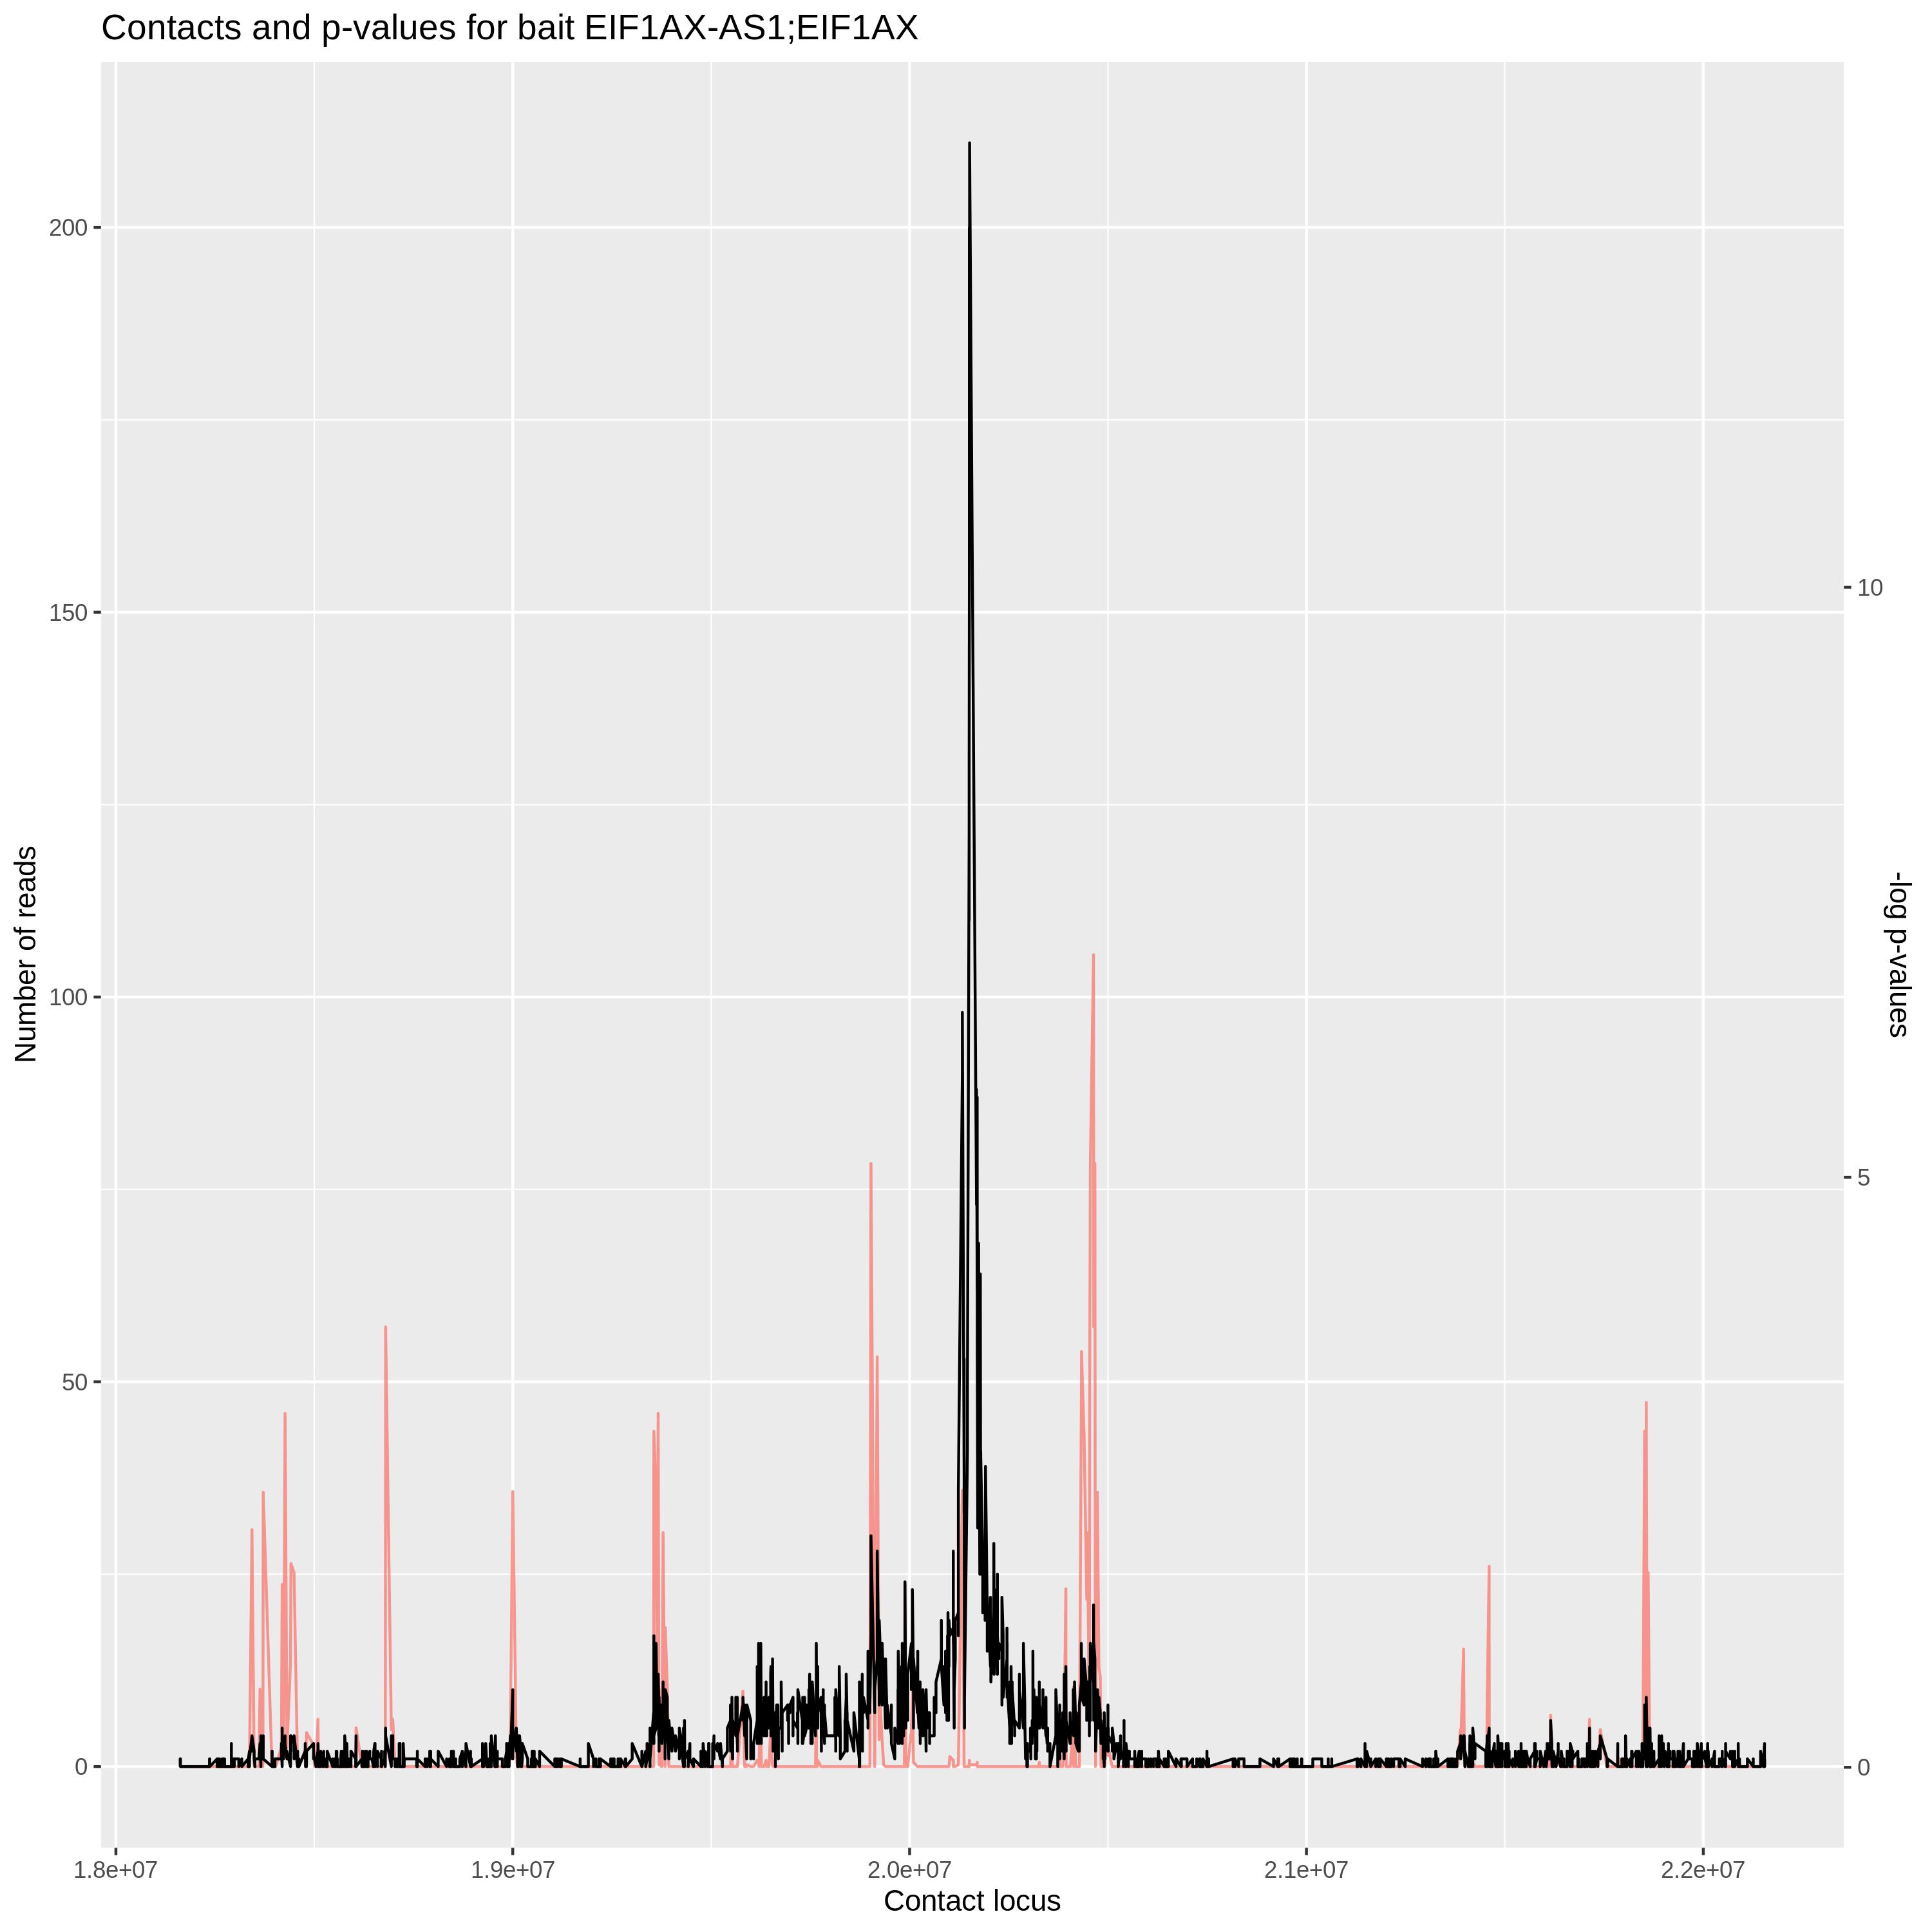 Contacts and p-values for bait EIF1AX-AS1;EIF1AX
200
150
100
50
0
Number of reads
10
5
0
-log p-values
1.8e+07
1.9e+07
2.0e+07
2.1e+07
2.2e+07
Contact locus